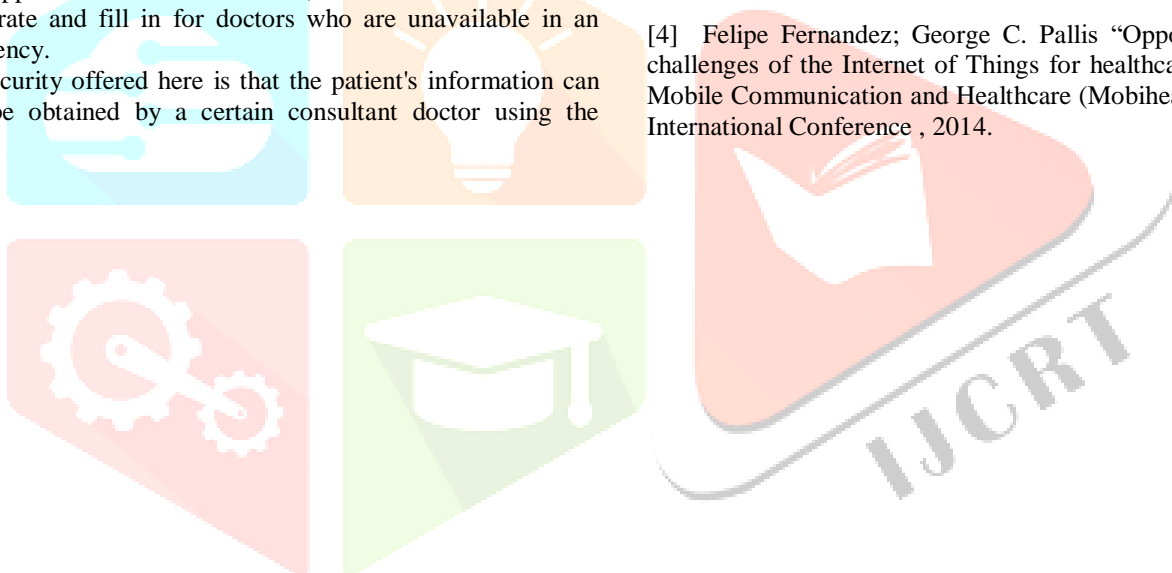 rate and fill in for doctors who are unavailable in an
ency.
curity offered here is that the patient's information can
be obtained by a certain consultant doctor using the
[4] Felipe Fernandez; George C. Pallis “Oppo
challenges of the Internet of Things for healthca
Mobile Communication and Healthcare (Mobihea
International Conference , 2014.
IJCRT